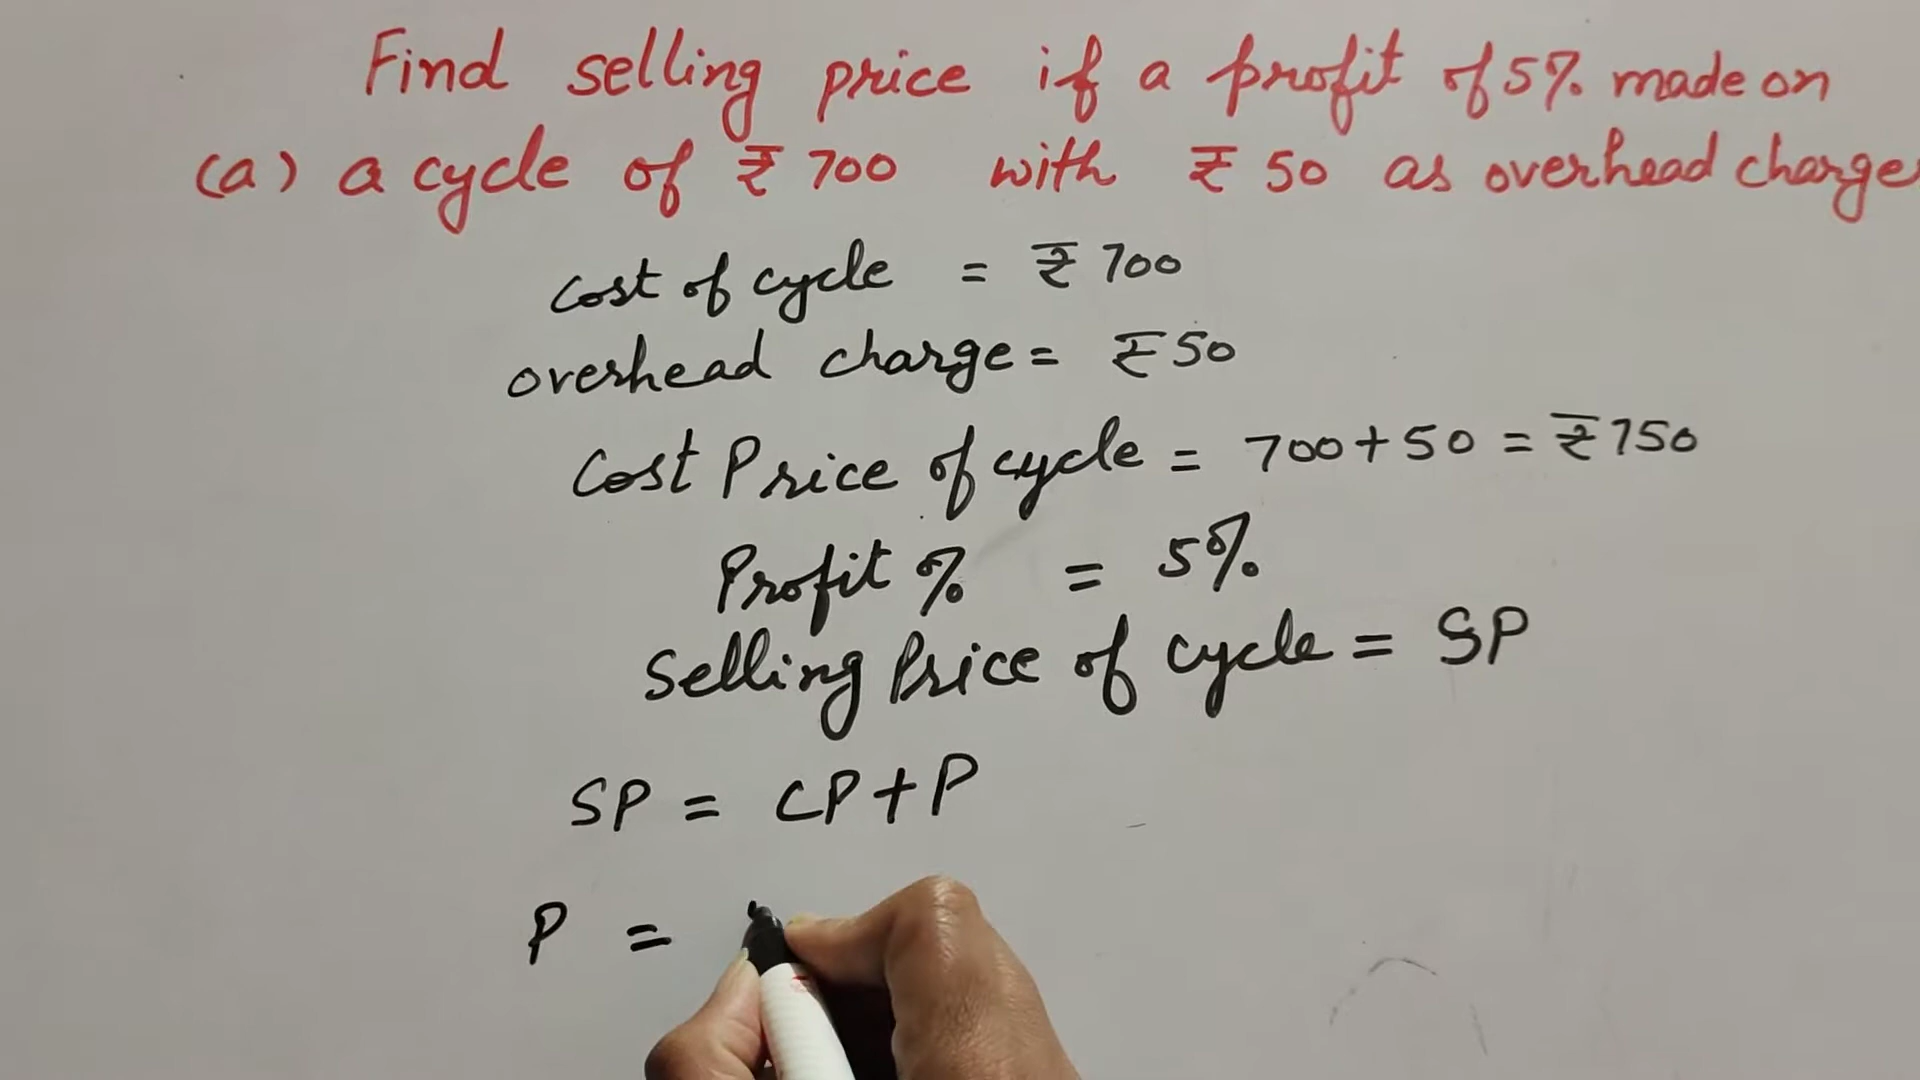 Find selling price if a profit of 5% made on
(a) a cycle of ₹ 700 with ₹ 50 as overhead charge
cost of cycle = ₹ 700
overhead charge = ₹ 50
Cost Price of cycle = 700 + 50 = ₹ 750
Profit % = 5%
Selling Price of cycle = SP
SP = CP + P
P =